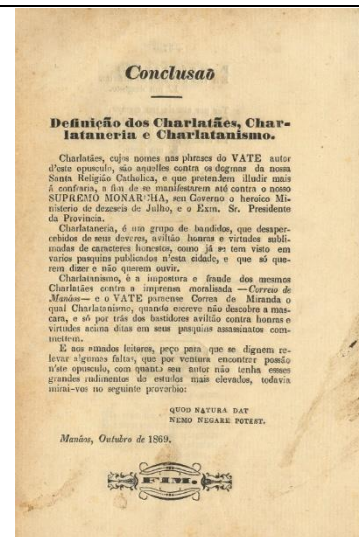 Conclusaõ
Definição dos Charlatães, Char-
lataneria e Charlatanismo.
Charlatães, cujos nomes nas phrases do VATE autor
d'este opusculo, são aquelles contra os dogmas da nossa
Santa Religião Catholica, e que pretendem illudir mais
á confraria, a fim de se manifestarem até contra o nosso
SUPREMO MONARCHA, seu Governo o heroico Mi-
nisterio de dezeseis de Julho, e o Exm. Sr. Presidente
da Provincia.
Charlataneria, é um grupo de bandidos, que desaper-
cebidos de seus deveres, aviltão honras e virtudes subli-
madas de caracteres honestos, como já se tem visto em
varios pasquins publicados n'esta cidade, e que só que-
rem dizer e não querem ouvir.
Charlatanismo, é a impostura e fraude dos mesmos
Charlatães contra a imprensa moralisada —Correio de
Manáos— e o VATE paraense Correa de Miranda o
qual Charlatanismo, quando escreve não descobre a mas-
cara, e só por trás dos bastidores aviltão contra honras e
virtudes acima ditas em seus pasquins assassinatos com-
mettem.
E aos amados leitores, peço para que se dignem re-
levar algumas faltas, que por ventura encontrar possão
n'este opusculo, com quanto seu autor não tenha esses
grandes rudimentos de estudos mais elevados, todavia
mirai-vos no seguinte proverbio:
QUOD NATURA DAT
NEMO NEGARE POTEST.
Manáos, Outubro de 1869.
FIM.